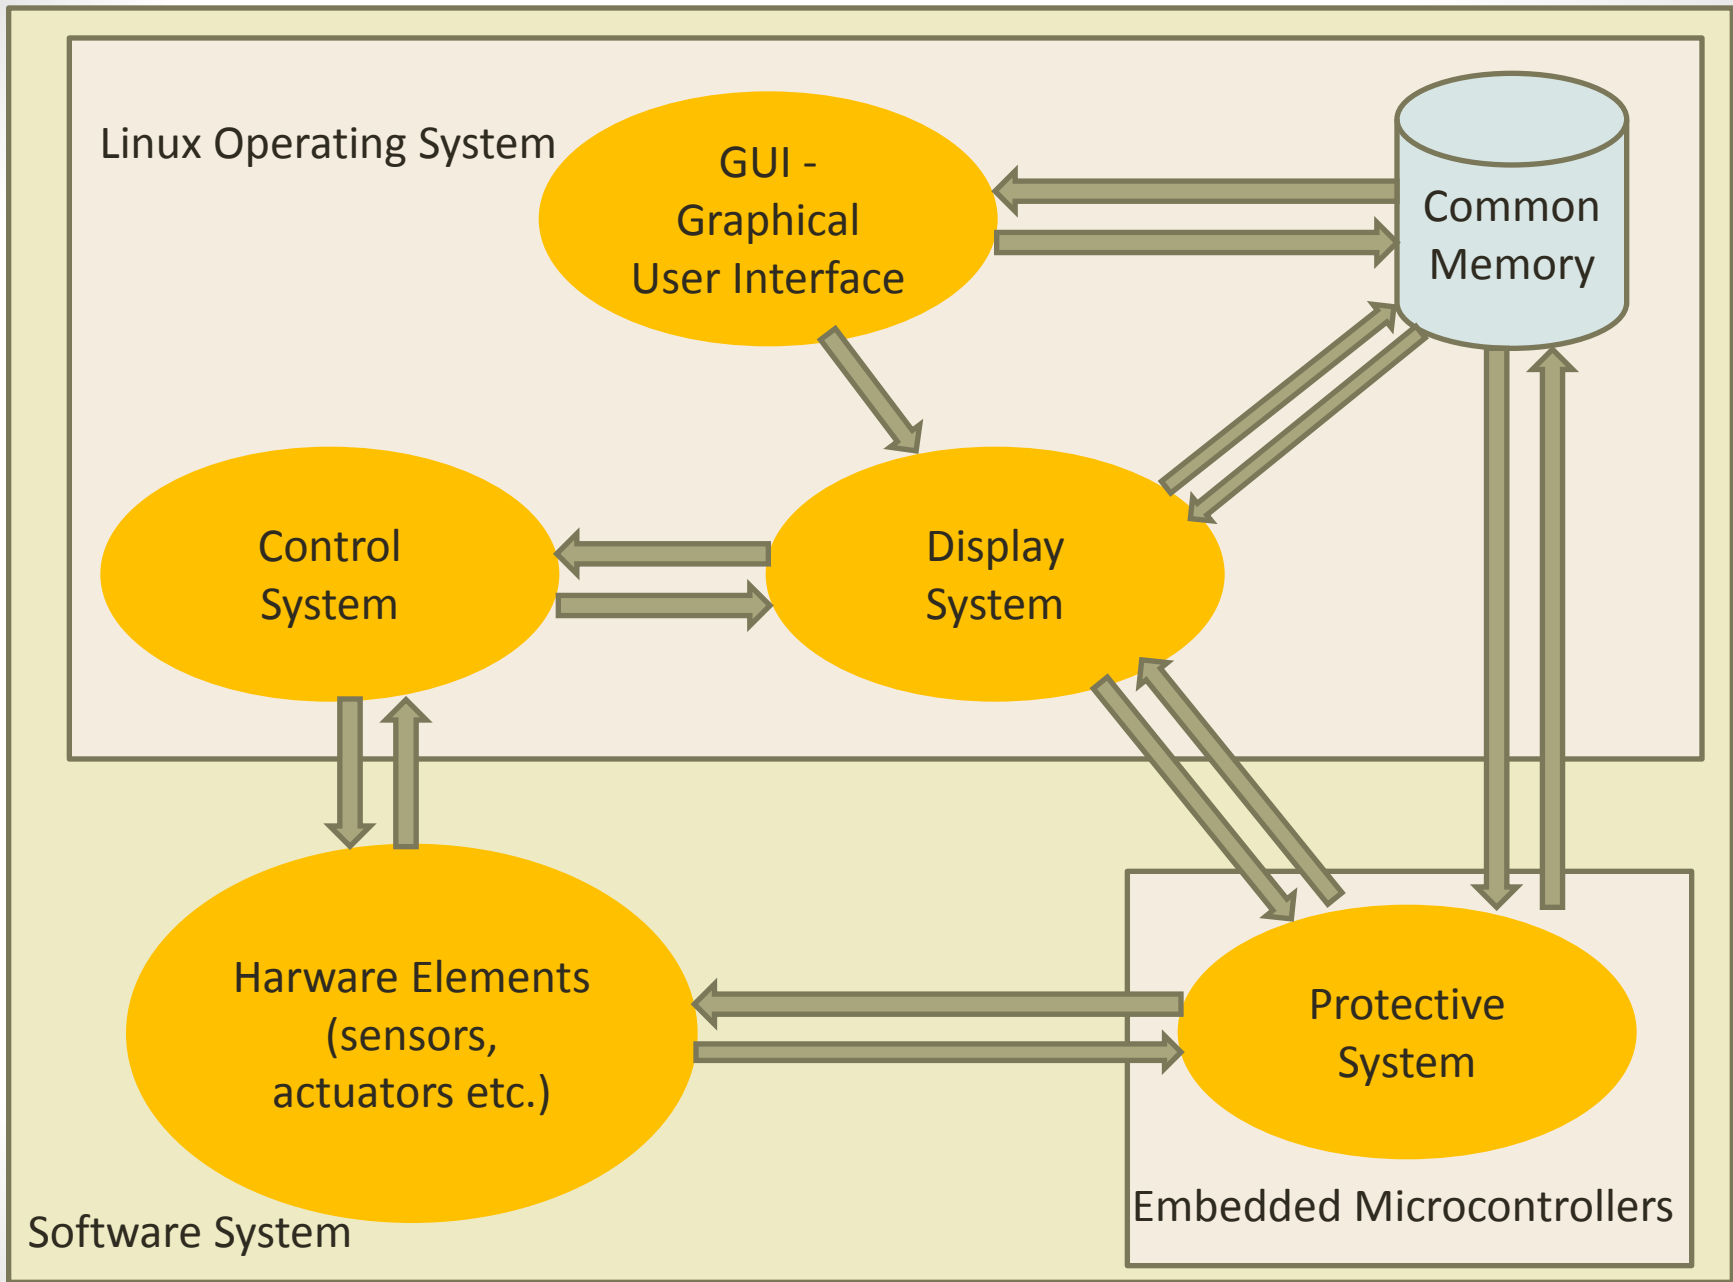 Linux Operating System
GUI -
Graphical
User Interface
Common
Memory
Control
System
Display
System
Harware Elements
(sensors,
actuators etc.)
Protective
System
Embedded Microcontrollers
Software System